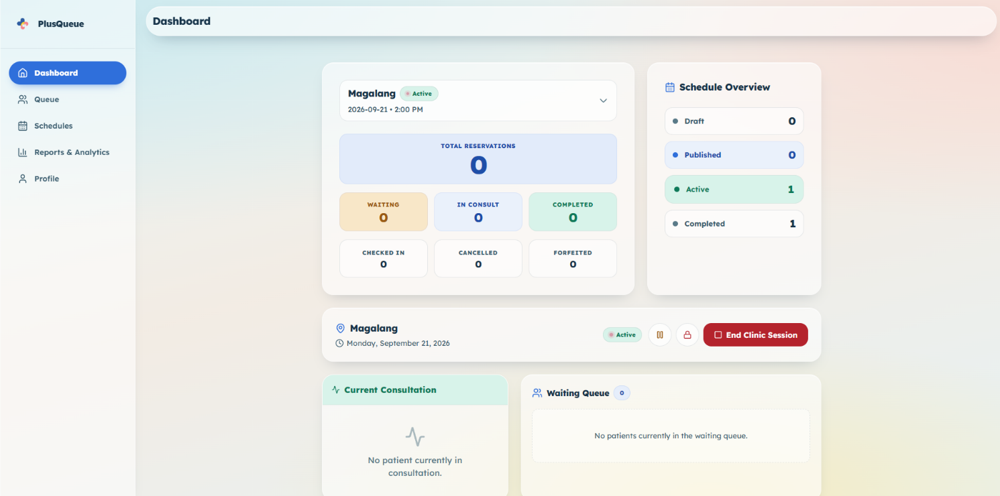 PlusQueue
Dashboard
Queue
Schedules
Reports & Analytics
Profile
Dashboard
Magalang Active
2026-09-21 • 2:00 PM
TOTAL RESERVATIONS
0
WAITING
0
IN CONSULT
0
COMPLETED
0
CHECKED IN
0
CANCELLED
0
FORFEITED
0
Schedule Overview
Draft 0
Published 0
Active 1
Completed 1
Magalang
Monday, September 21, 2026
Active
End Clinic Session
Current Consultation
No patient currently in
consultation.
Waiting Queue 0
No patients currently in the waiting queue.